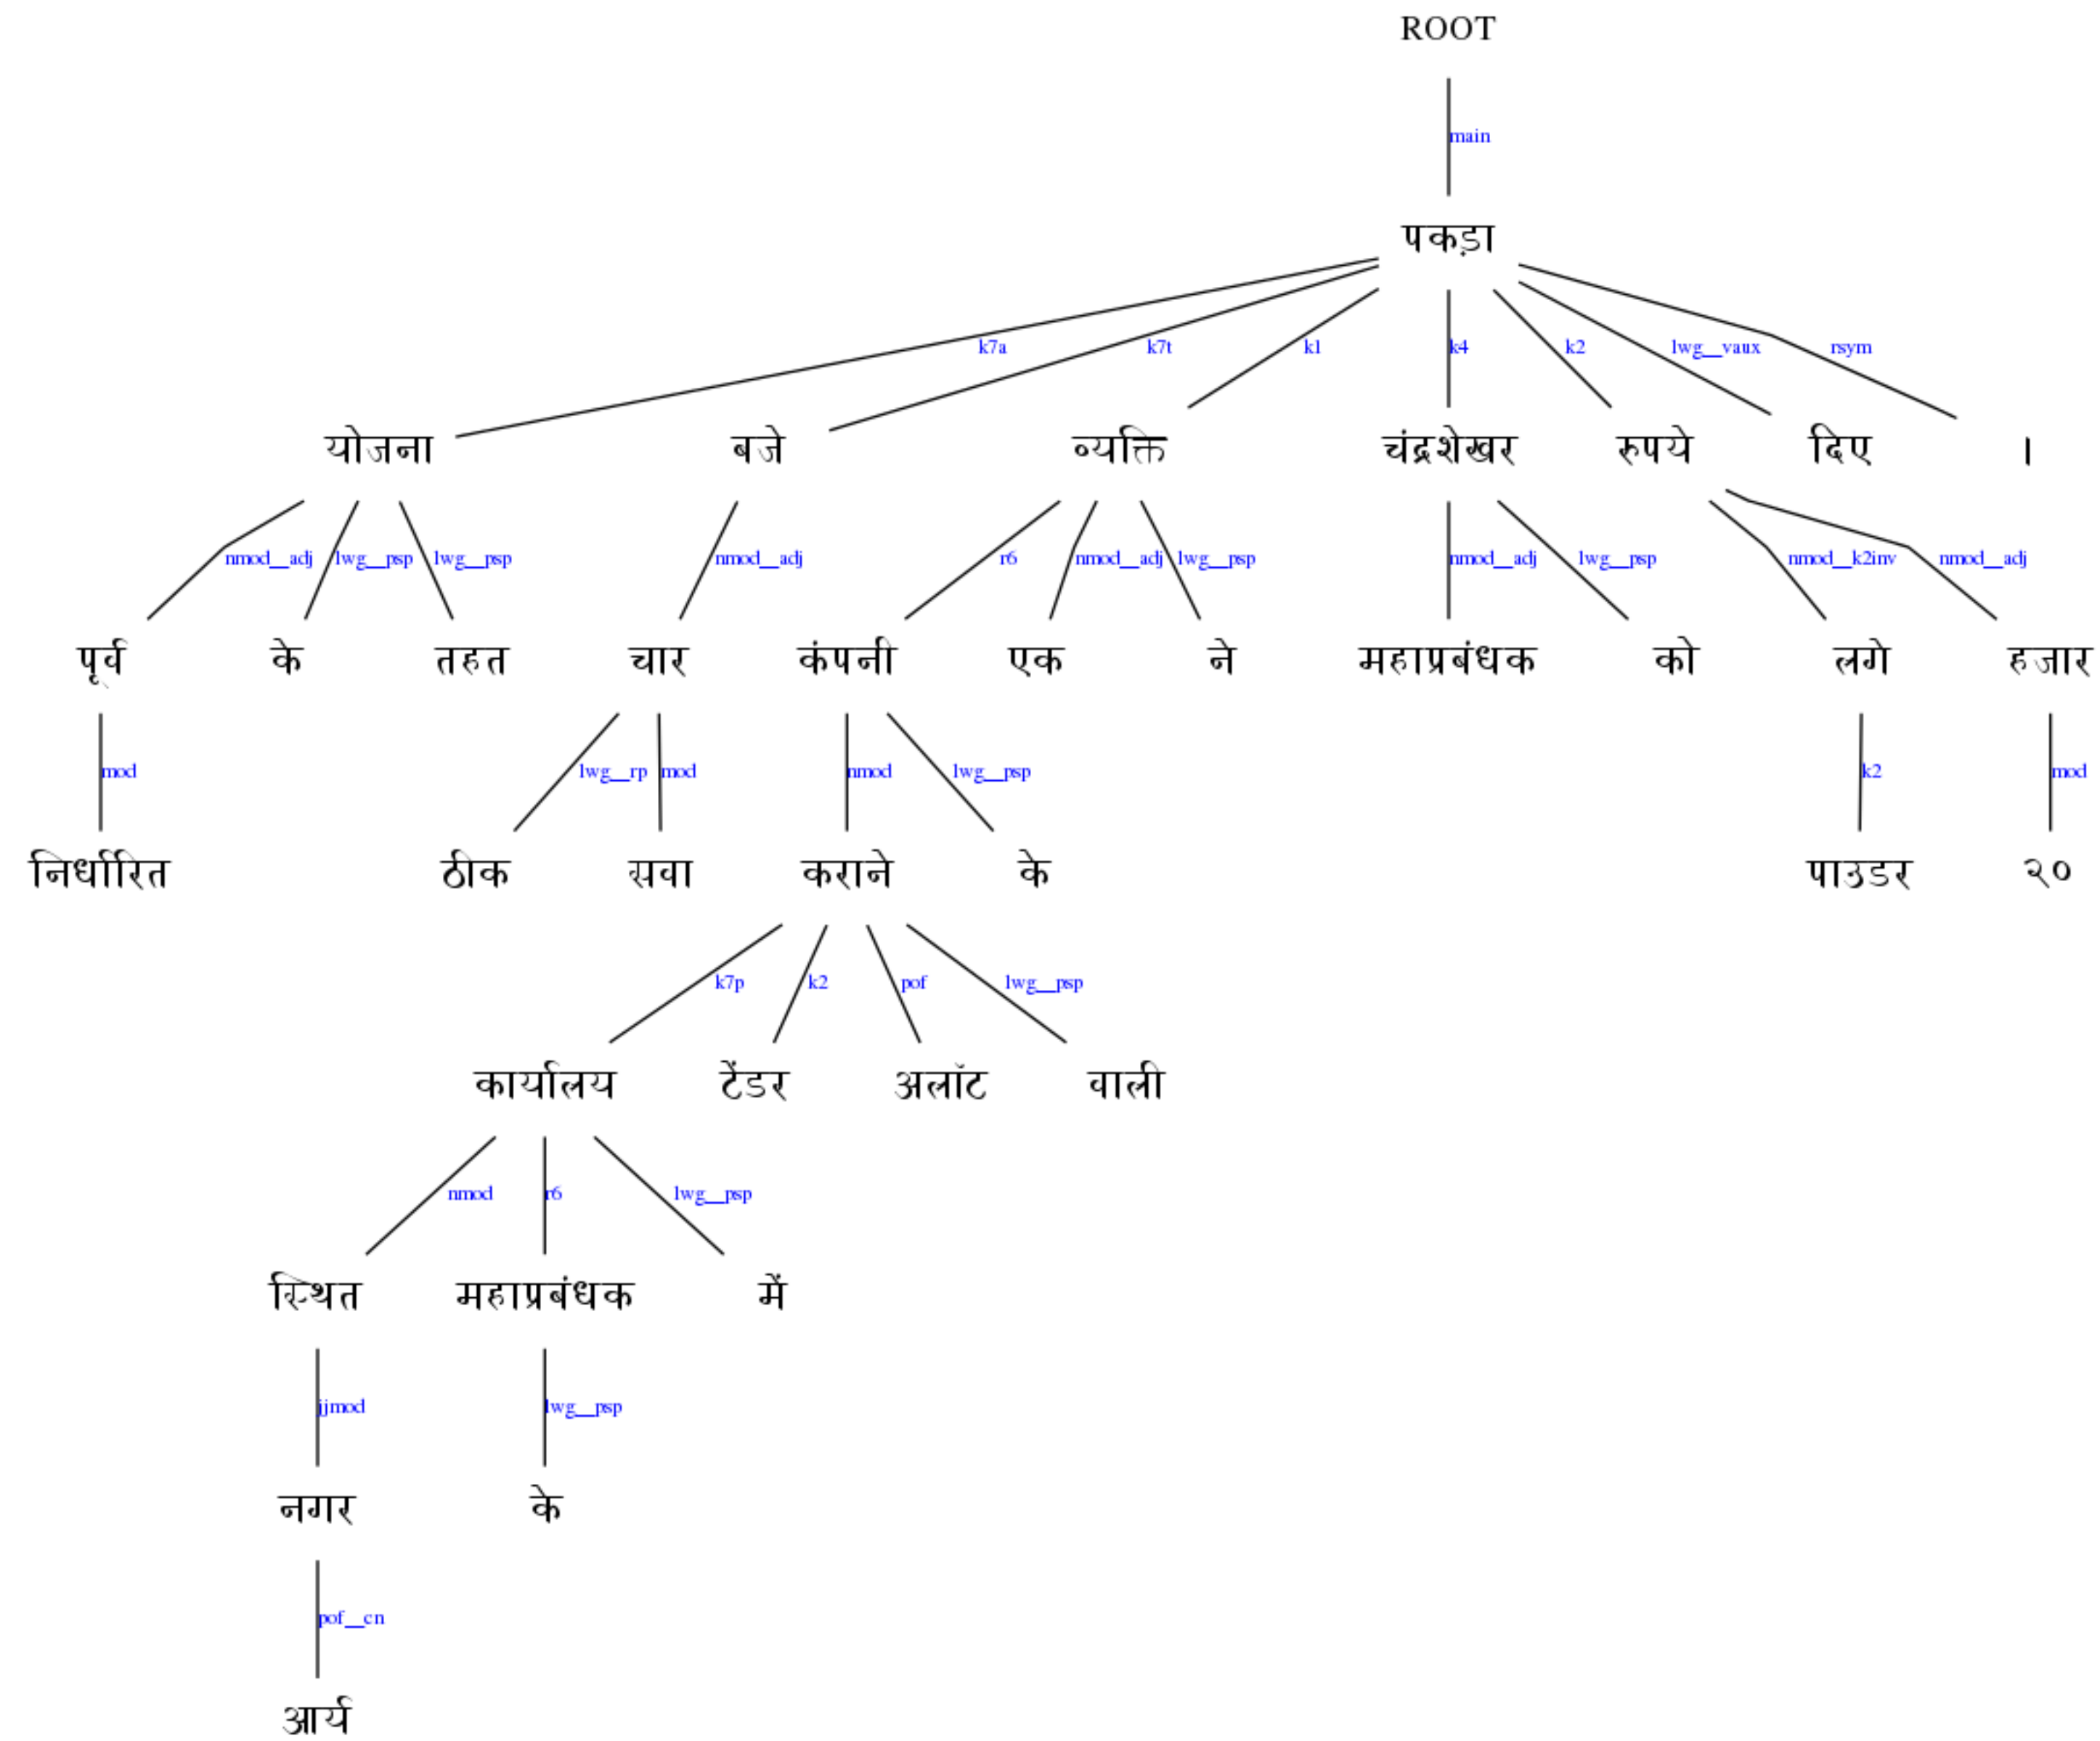 ROOT
main
पकड़ा
k7a k7t k1 k4 k2 lwg__vaux rsym
योजना बजे व्यक्ति चंद्रशेखर रुपये दिए ।
nmod__adj lwg__psp lwg__psp nmod__adj r6 nmod__adj lwg__psp nmod__adj lwg__psp nmod__k2inv nmod__adj
पूर्व के तहत चार कंपनी एक ने महाप्रबंधक को लगे हजार
mod lwg__rp mod nmod lwg__psp k2 mod
निर्धारित ठीक सवा कराने के पाउडर २०
k7p k2 pof lwg__psp
कार्यालय टेंडर अलॉट वाली
nmod r6 lwg__psp
स्थित महाप्रबंधक में
jjmod lwg__psp
नगर के
pof__cn
आर्य